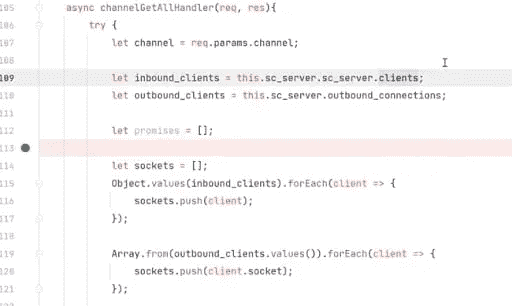 105 async channelGetAllHandler(req, res){
106 try {
107 let channel = req.params.channel;
108
109 let inbound_clients = this.sc_server.sc_server.clients;
110 let outbound_clients = this.sc_server.outbound_connections;
111
112 let promises = [];
113
114 let sockets = [];
115 Object.values(inbound_clients).forEach(client => {
116 sockets.push(client);
117 });
118
119 Array.from(outbound_clients.values()).forEach(client => {
120 sockets.push(client.socket);
121 });